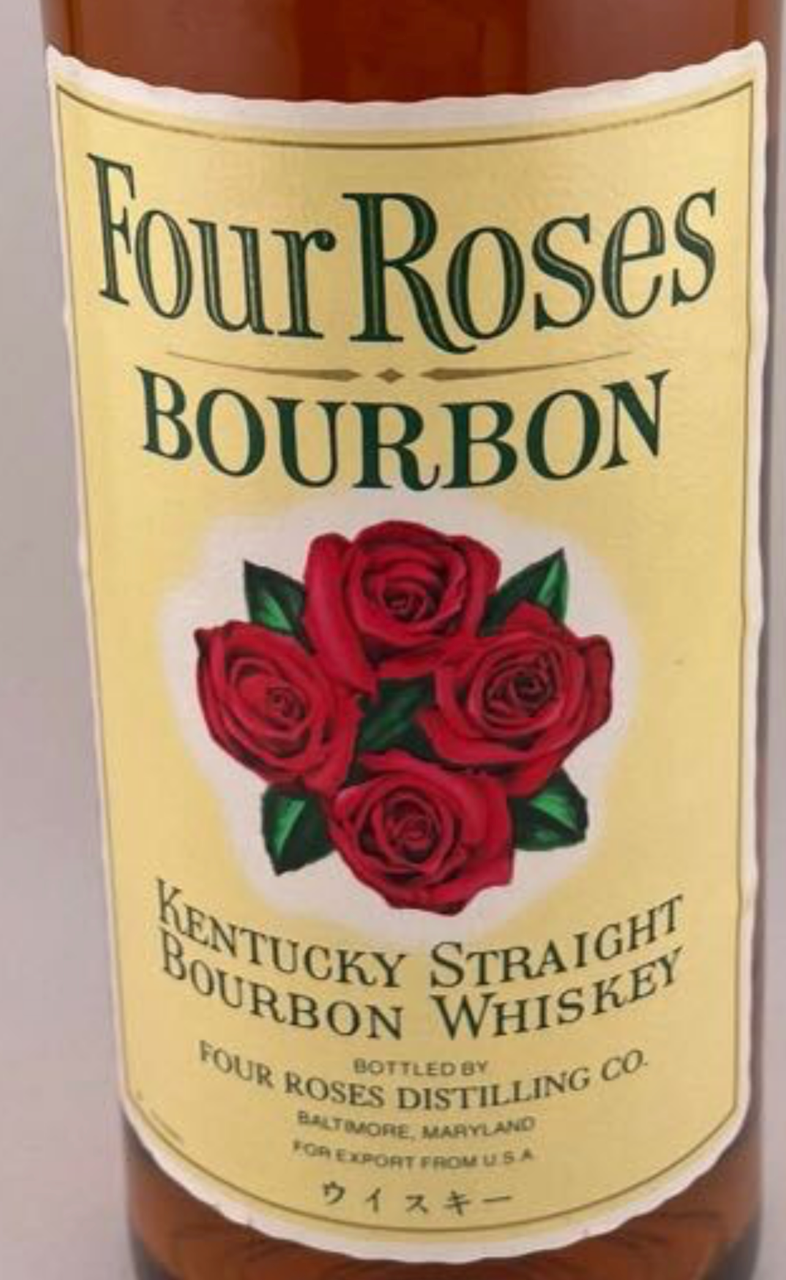 Four Roses
BOURBON
KENTUCKY STRAIGHT
BOURBON WHISKEY
BOTTLED BY
FOUR ROSES DISTILLING CO.
BALTIMORE, MARYLAND
FOR EXPORT FROM U.S.A
ウイスキー